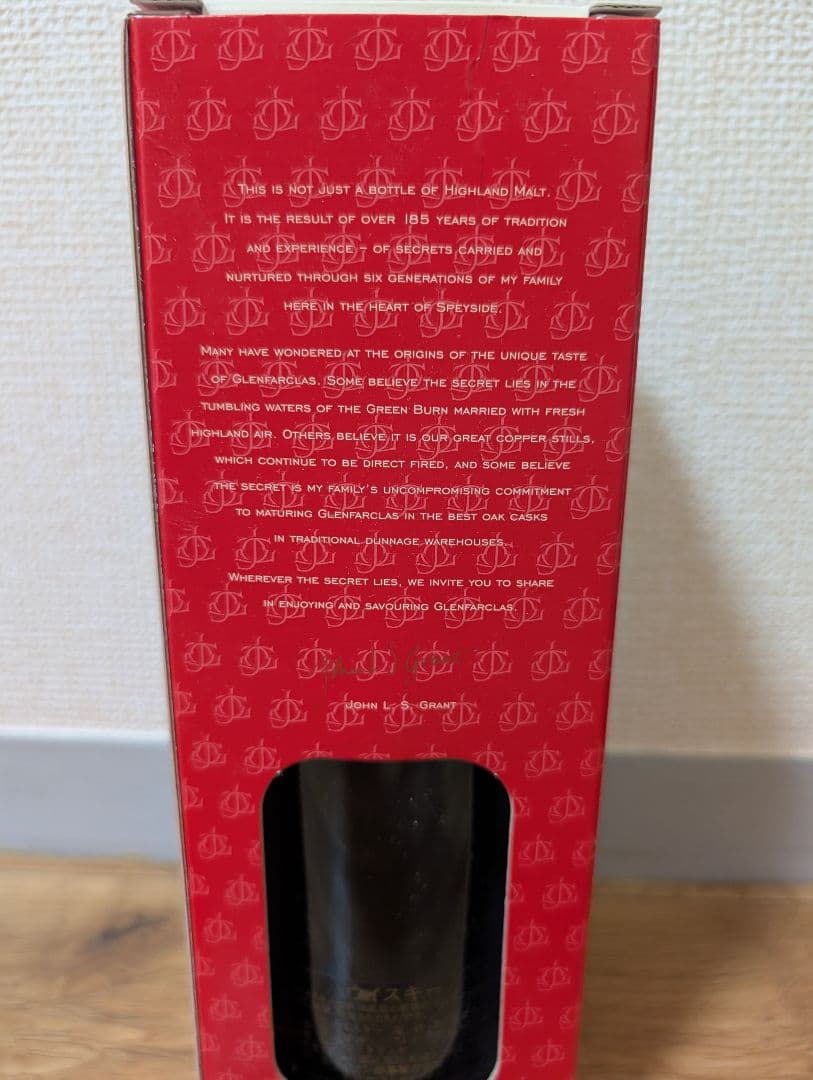 This is not just a bottle of Highland Malt.
It is the result of over 185 years of tradition
and experience – of secrets carried and
nurtured through six generations of my family
here in the heart of Speyside.
Many have wondered at the origins of the unique taste
of Glenfarclas. Some believe the secret lies in the
tumbling waters of the Green Burn married with fresh
highland air. Others believe it is our great copper stills,
which continue to be direct fired, and some believe
the secret is my family's uncompromising commitment
to maturing Glenfarclas in the best oak casks
in traditional dunnage warehouses.
Wherever the secret lies, we invite you to share
in enjoying and savouring Glenfarclas.
John L. S. Grant
ウイスキー